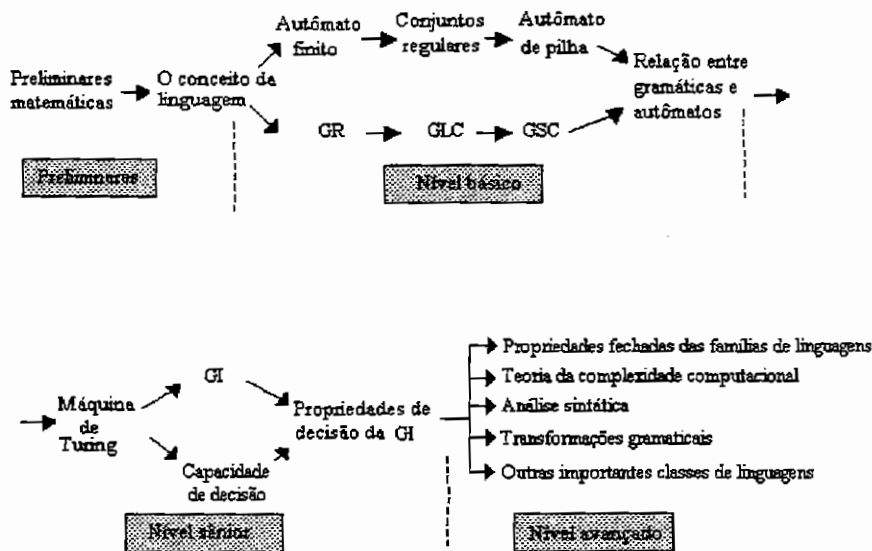 Preliminares
matemáticas
O conceito da
linguagem
Autômato
finito
Conjuntos
regulares
Autômato
de pilha
GR
GLC
GSC
Relação entre
gramáticas e
autômatos
Preliminares
Nível básico
Máquina
de
Turing
GI
Capacidade
de decisão
Propriedades de
decisão da GI
Propriedades fechadas das famílias de linguagens
Teoria da complexidade computacional
Análise sintática
Transformações gramaticais
Outras importantes classes de linguagens
Nível sênior
Nível avançado